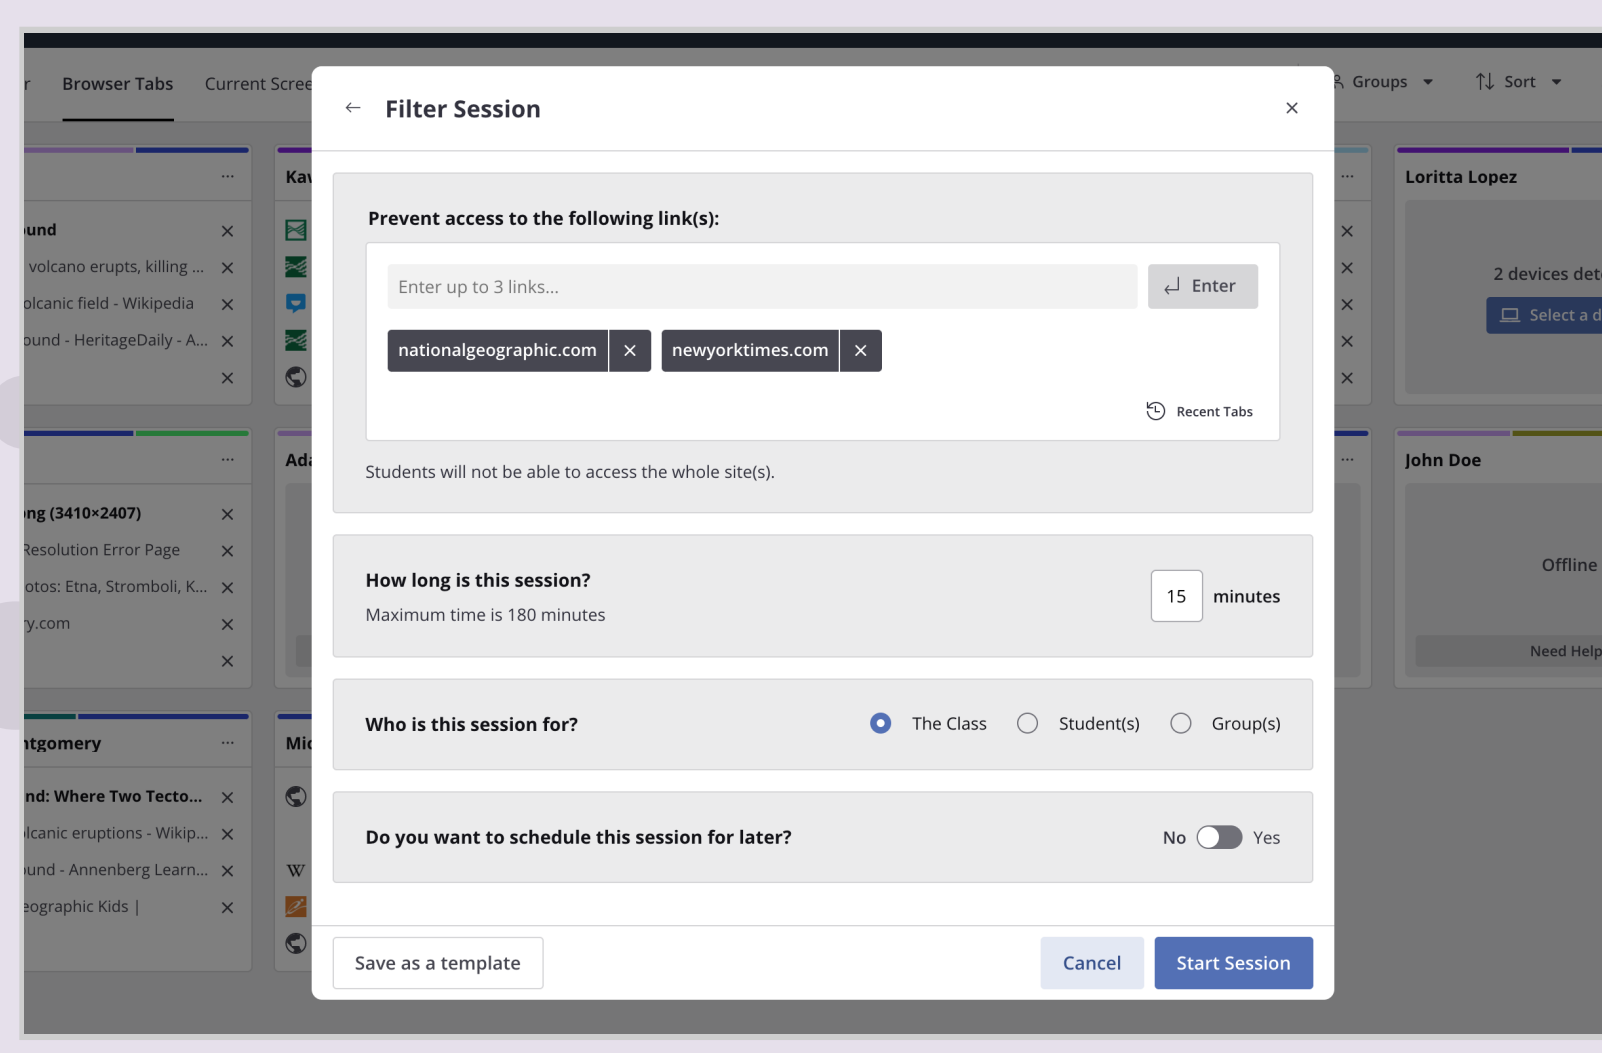 Browser Tabs
Current Scree
Groups
Sort
Filter Session
Prevent access to the following link(s):
Enter up to 3 links...
Enter
nationalgeographic.com
newyorktimes.com
Recent Tabs
Students will not be able to access the whole site(s).
How long is this session?
Maximum time is 180 minutes
15 minutes
Who is this session for?
The Class
Student(s)
Group(s)
Do you want to schedule this session for later?
No
Yes
Save as a template
Cancel
Start Session
ound
volcano erupts, killing ...
olcanic field - Wikipedia
ound - HeritageDaily - A...
ng (3410×2407)
Resolution Error Page
otos: Etna, Stromboli, K...
y.com
ntgomery
nd: Where Two Tecto...
lcanic eruptions - Wikip...
und - Annenberg Learn...
eographic Kids |
Kav
Ada
Mic
W
Loritta Lopez
2 devices det
Select a d
John Doe
Offline
Need Help